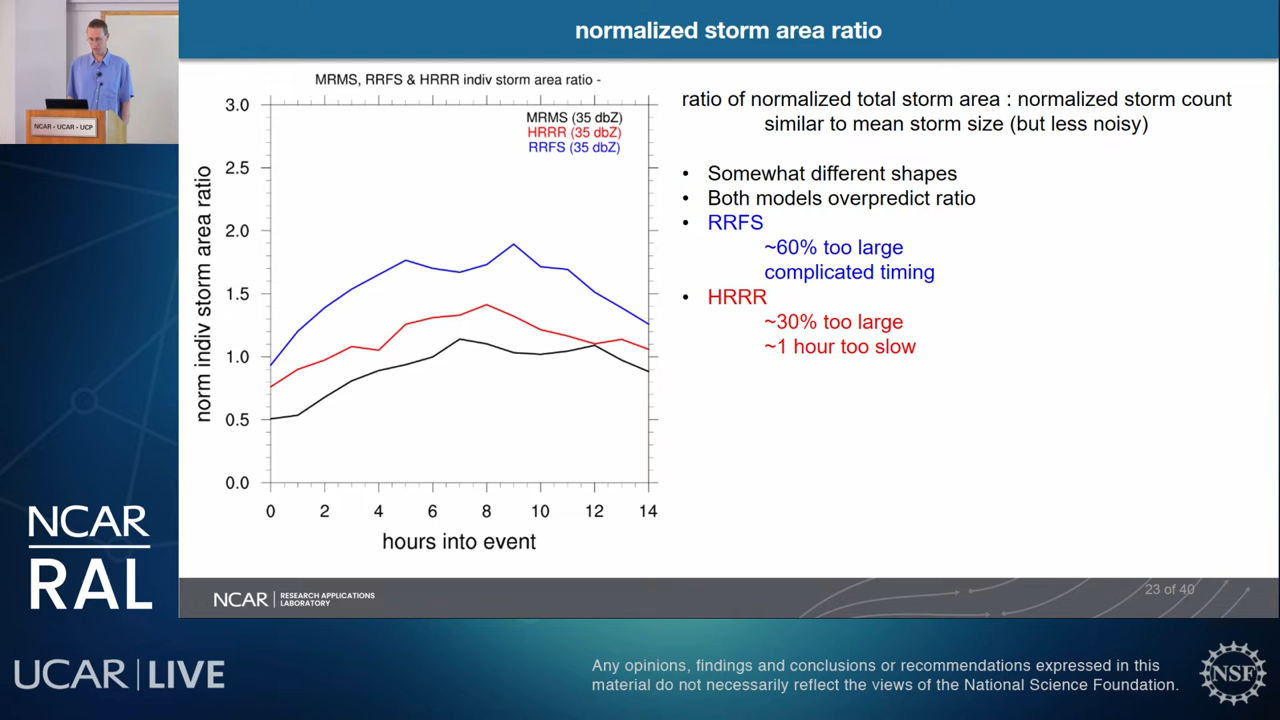 normalized storm area ratio
NCAR • UCAR • UCP
MRMS, RRFS & HRRR indiv storm area ratio -
MRMS (35 dbZ)
HRRR (35 dbZ)
RRFS (35 dbZ)
norm indiv storm area ratio
3.0
2.5
2.0
1.5
1.0
0.5
0.0
0 2 4 6 8 10 12 14
hours into event
ratio of normalized total storm area : normalized storm count
similar to mean storm size (but less noisy)
• Somewhat different shapes
• Both models overpredict ratio
• RRFS
~60% too large
complicated timing
• HRRR
~30% too large
~1 hour too slow
NCAR
RAL
NCAR | RESEARCH APPLICATIONS
LABORATORY
23 of 40
UCAR | LIVE
Any opinions, findings and conclusions or recommendations expressed in this
material do not necessarily reflect the views of the National Science Foundation.
NSF